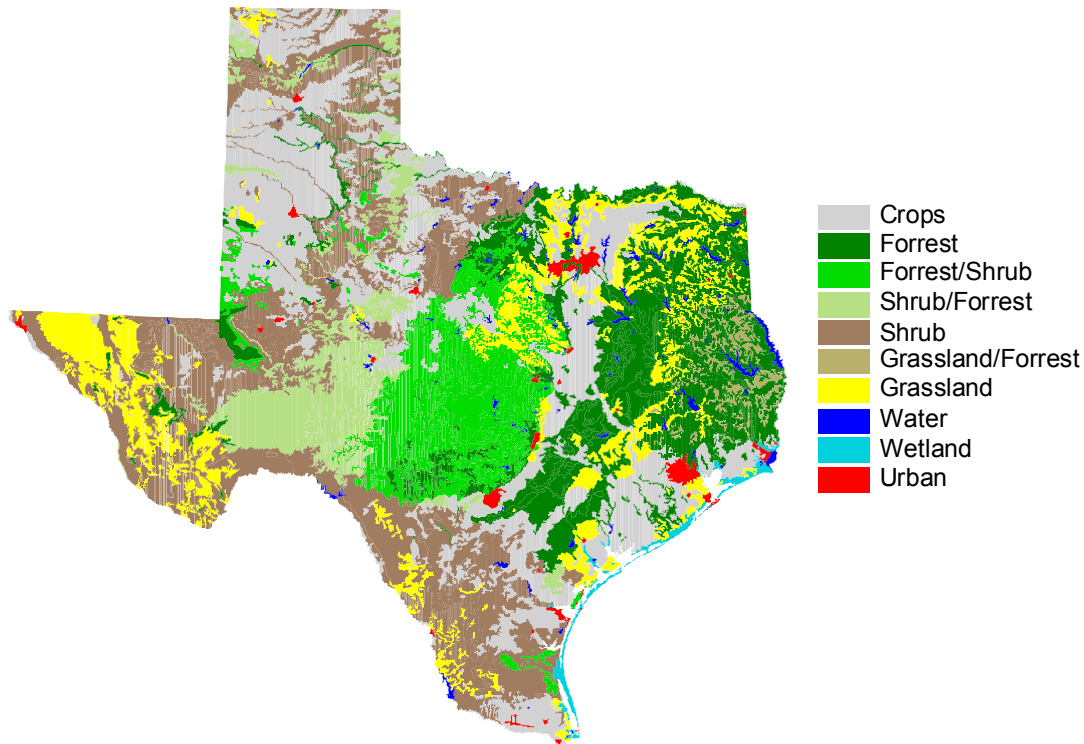 Crops
Forrest
Forrest/Shrub
Shrub/Forrest
Shrub
Grassland/Forrest
Grassland
Water
Wetland
Urban